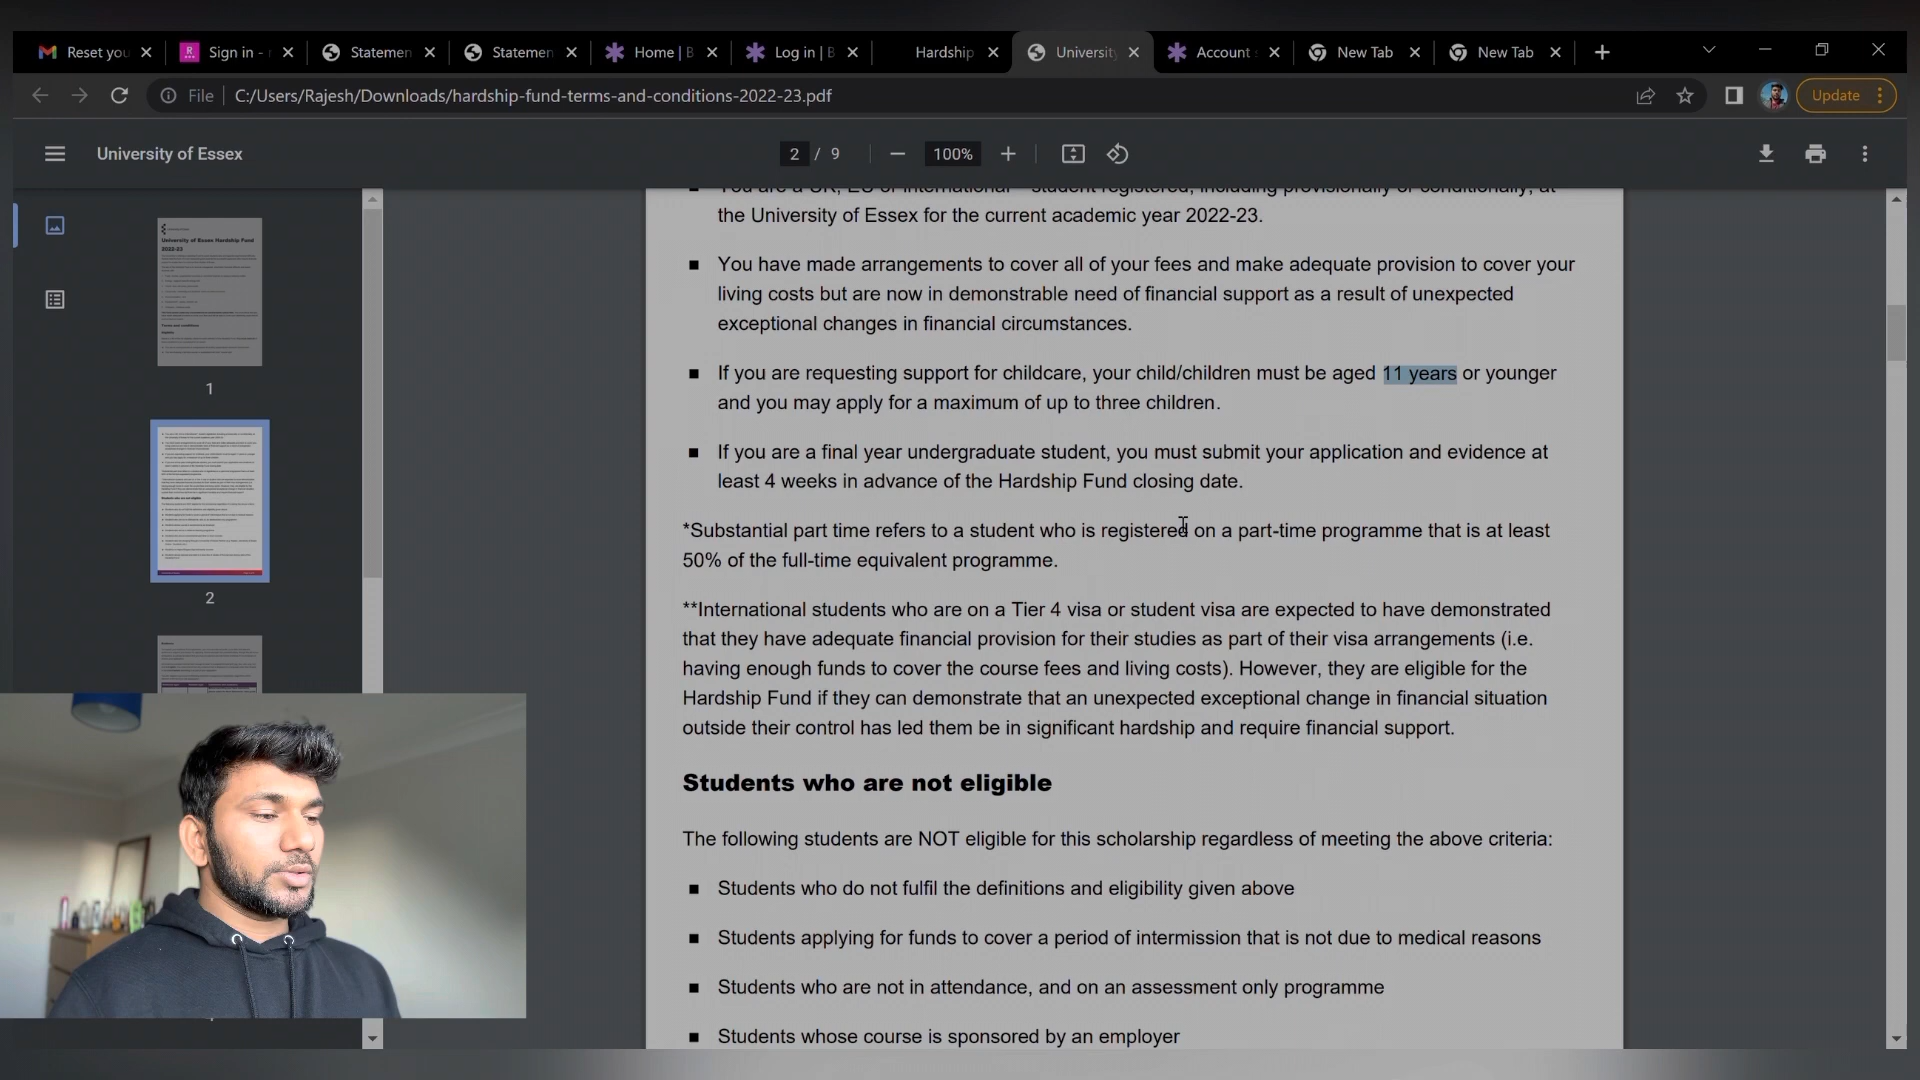 Reset you
Sign in -
Statemen
Statemen
Home | B
Log in | B
Hardship
University
Account
New Tab
New Tab
File
C:/Users/Rajesh/Downloads/hardship-fund-terms-and-conditions-2022-23.pdf
Update
University of Essex
2 / 9
100%
the University of Essex for the current academic year 2022-23.
■ You have made arrangements to cover all of your fees and make adequate provision to cover your
living costs but are now in demonstrable need of financial support as a result of unexpected
exceptional changes in financial circumstances.
■ If you are requesting support for childcare, your child/children must be aged 11 years or younger
and you may apply for a maximum of up to three children.
■ If you are a final year undergraduate student, you must submit your application and evidence at
least 4 weeks in advance of the Hardship Fund closing date.
*Substantial part time refers to a student who is registered on a part-time programme that is at least
50% of the full-time equivalent programme.
**International students who are on a Tier 4 visa or student visa are expected to have demonstrated
that they have adequate financial provision for their studies as part of their visa arrangements (i.e.
having enough funds to cover the course fees and living costs). However, they are eligible for the
Hardship Fund if they can demonstrate that an unexpected exceptional change in financial situation
outside their control has led them be in significant hardship and require financial support.
Students who are not eligible
The following students are NOT eligible for this scholarship regardless of meeting the above criteria:
■ Students who do not fulfil the definitions and eligibility given above
■ Students applying for funds to cover a period of intermission that is not due to medical reasons
■ Students who are not in attendance, and on an assessment only programme
■ Students whose course is sponsored by an employer
University of Essex Hardship Fund
2022-23
1
2